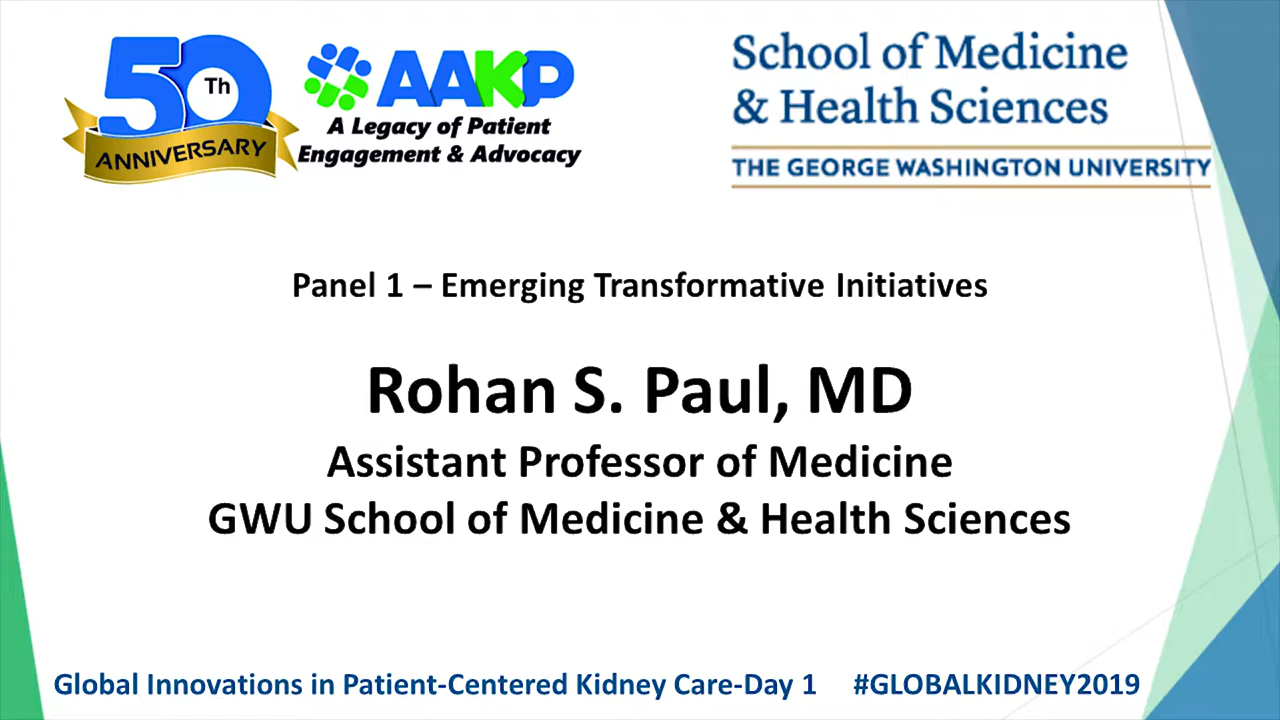 50Th
ANNIVERSARY
AAKP
A Legacy of Patient
Engagement & Advocacy
School of Medicine
& Health Sciences
THE GEORGE WASHINGTON UNIVERSITY
Panel 1 – Emerging Transformative Initiatives
Rohan S. Paul, MD
Assistant Professor of Medicine
GWU School of Medicine & Health Sciences
Global Innovations in Patient-Centered Kidney Care-Day 1 #GLOBALKIDNEY2019